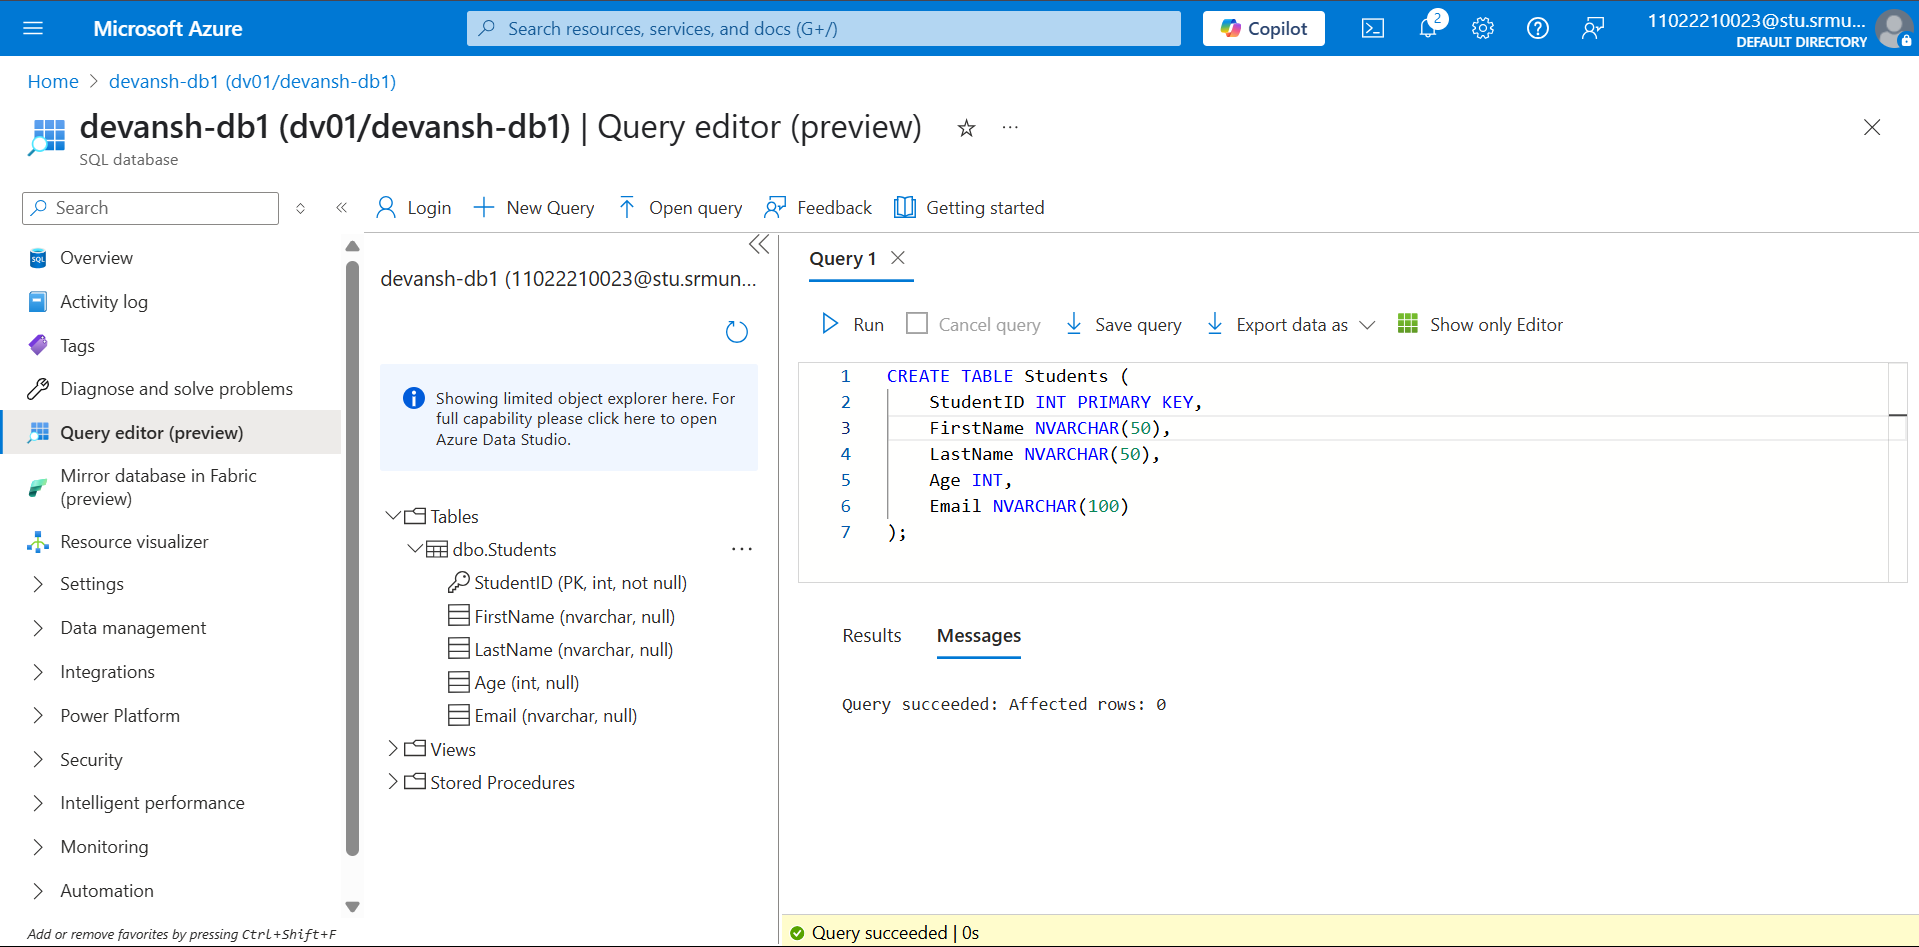 Microsoft Azure
Search resources, services, and docs (G+/)
Copilot
2
11022210023@stu.srmu...
DEFAULT DIRECTORY
Home > devansh-db1 (dv01/devansh-db1)
devansh-db1 (dv01/devansh-db1) | Query editor (preview)
SQL database
Search
Overview
Activity log
Tags
Diagnose and solve problems
Query editor (preview)
Mirror database in Fabric
(preview)
Resource visualizer
Settings
Data management
Integrations
Power Platform
Security
Intelligent performance
Monitoring
Automation
Add or remove favorites by pressing Ctrl+Shift+F
Login
New Query
Open query
Feedback
Getting started
devansh-db1 (11022210023@stu.srmun...
Showing limited object explorer here. For
full capability please click here to open
Azure Data Studio.
Tables
dbo.Students
StudentID (PK, int, not null)
FirstName (nvarchar, null)
LastName (nvarchar, null)
Age (int, null)
Email (nvarchar, null)
Views
Stored Procedures
Query 1
Run
Cancel query
Save query
Export data as
Show only Editor
1 CREATE TABLE Students (
2 StudentID INT PRIMARY KEY,
3 FirstName NVARCHAR(50),
4 LastName NVARCHAR(50),
5 Age INT,
6 Email NVARCHAR(100)
7 );
Results
Messages
Query succeeded: Affected rows: 0
Query succeeded | 0s